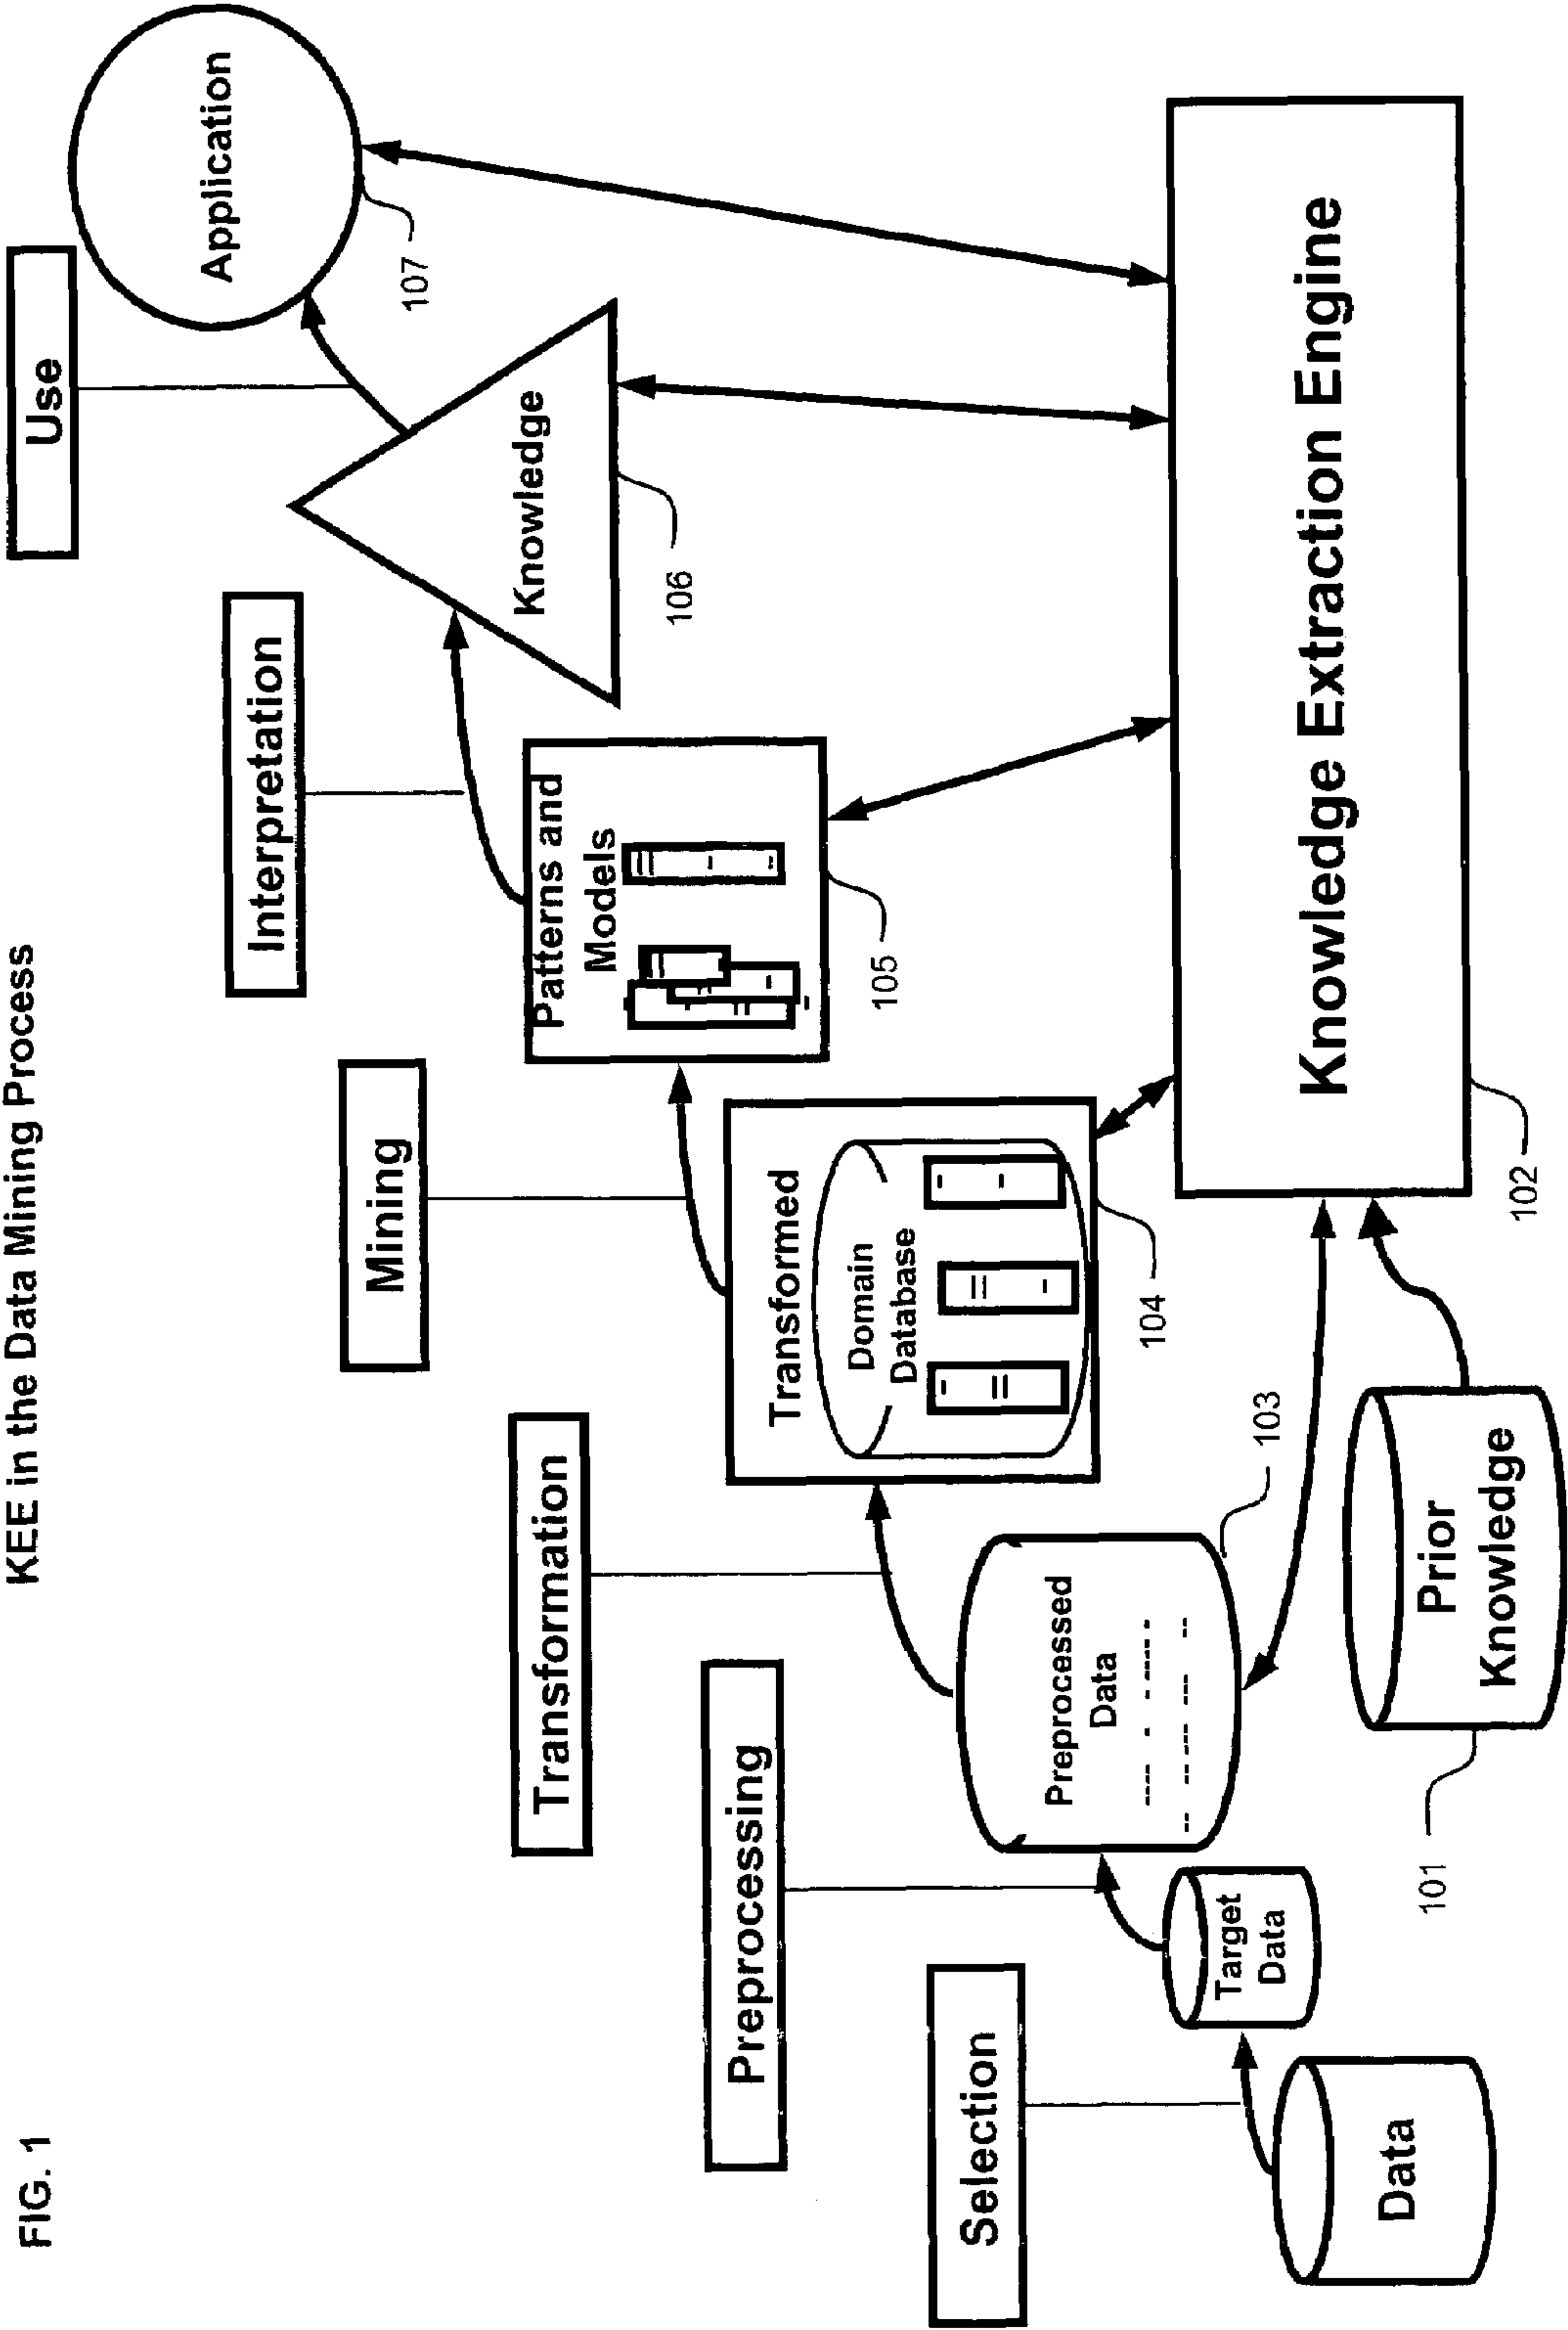 FIG. 1
KEE in the Data Mining Process
Use
Application
107
Interpretation
Knowledge
106
Mining
Patterns and
Models
105
Transformation
Transformed
Domain
Database
104
Preprocessing
Preprocessed
Data
103
Selection
Target
Data
Data
Prior
Knowledge
101
Knowledge Extraction Engine
102